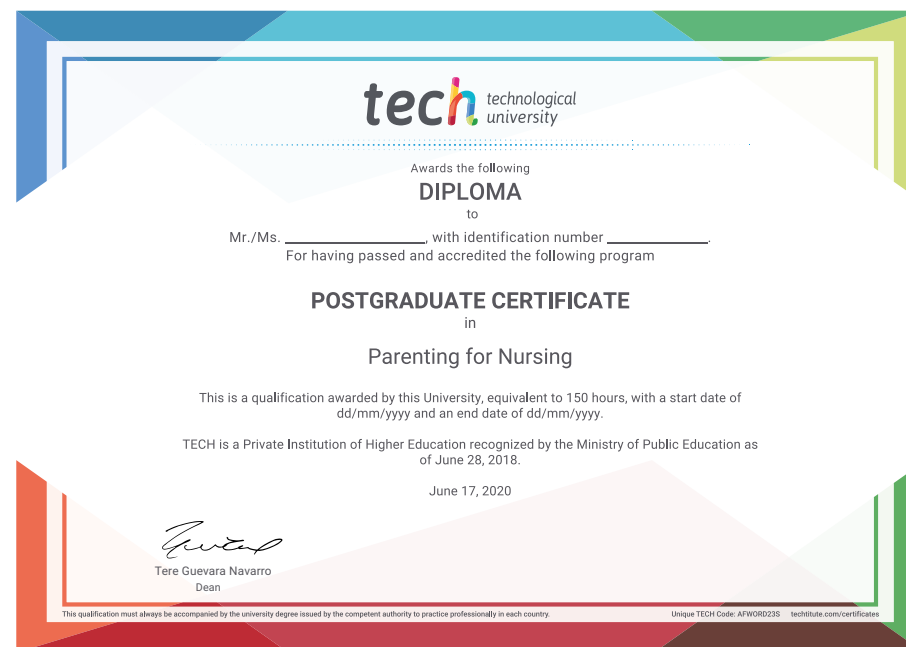 tech technological
university
Awards the following
DIPLOMA
to
Mr./Ms. ____________________, with identification number ______________.
For having passed and accredited the following program
POSTGRADUATE CERTIFICATE
in
Parenting for Nursing
This is a qualification awarded by this University, equivalent to 150 hours, with a start date of
dd/mm/yyyy and an end date of dd/mm/yyyy.
TECH is a Private Institution of Higher Education recognized by the Ministry of Public Education as
of June 28, 2018.
June 17, 2020
Tere Guevara Navarro
Dean
This qualification must always be accompanied by the university degree issued by the competent authority to practice professionally in each country. Unique TECH Code: AFWORD23S techtitute.com/certificates